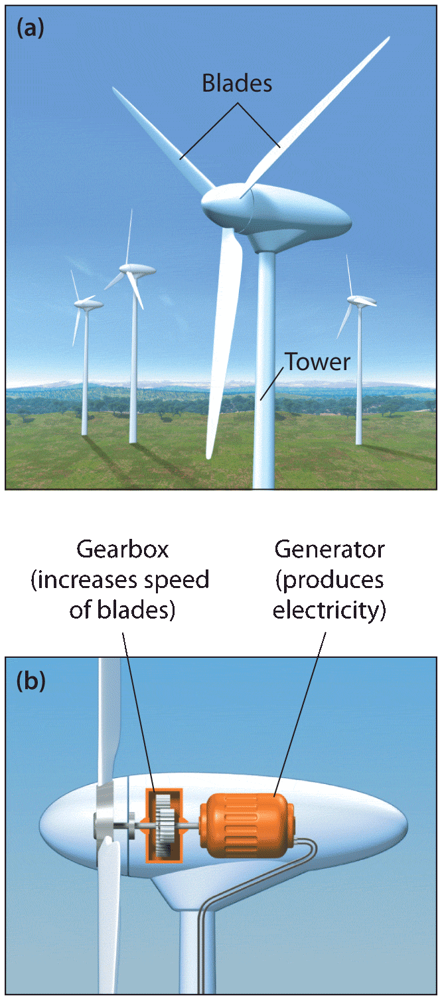 (a)
Blades
Tower
Gearbox
(increases speed
of blades)
Generator
(produces
electricity)
(b)